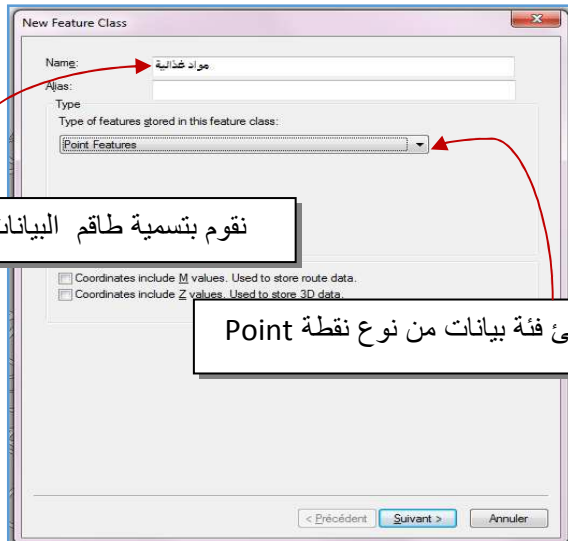 New Feature Class
Name:
مواد غذائية
Alias:
Type
Type of features stored in this feature class:
Point Features
نقوم بتسمية طاقم البيانات
Coordinates include M values. Used to store route data.
Coordinates include Z values. Used to store 3D data.
فئة بيانات من نوع نقطة Point
< Précédent
Suivant >
Annuler